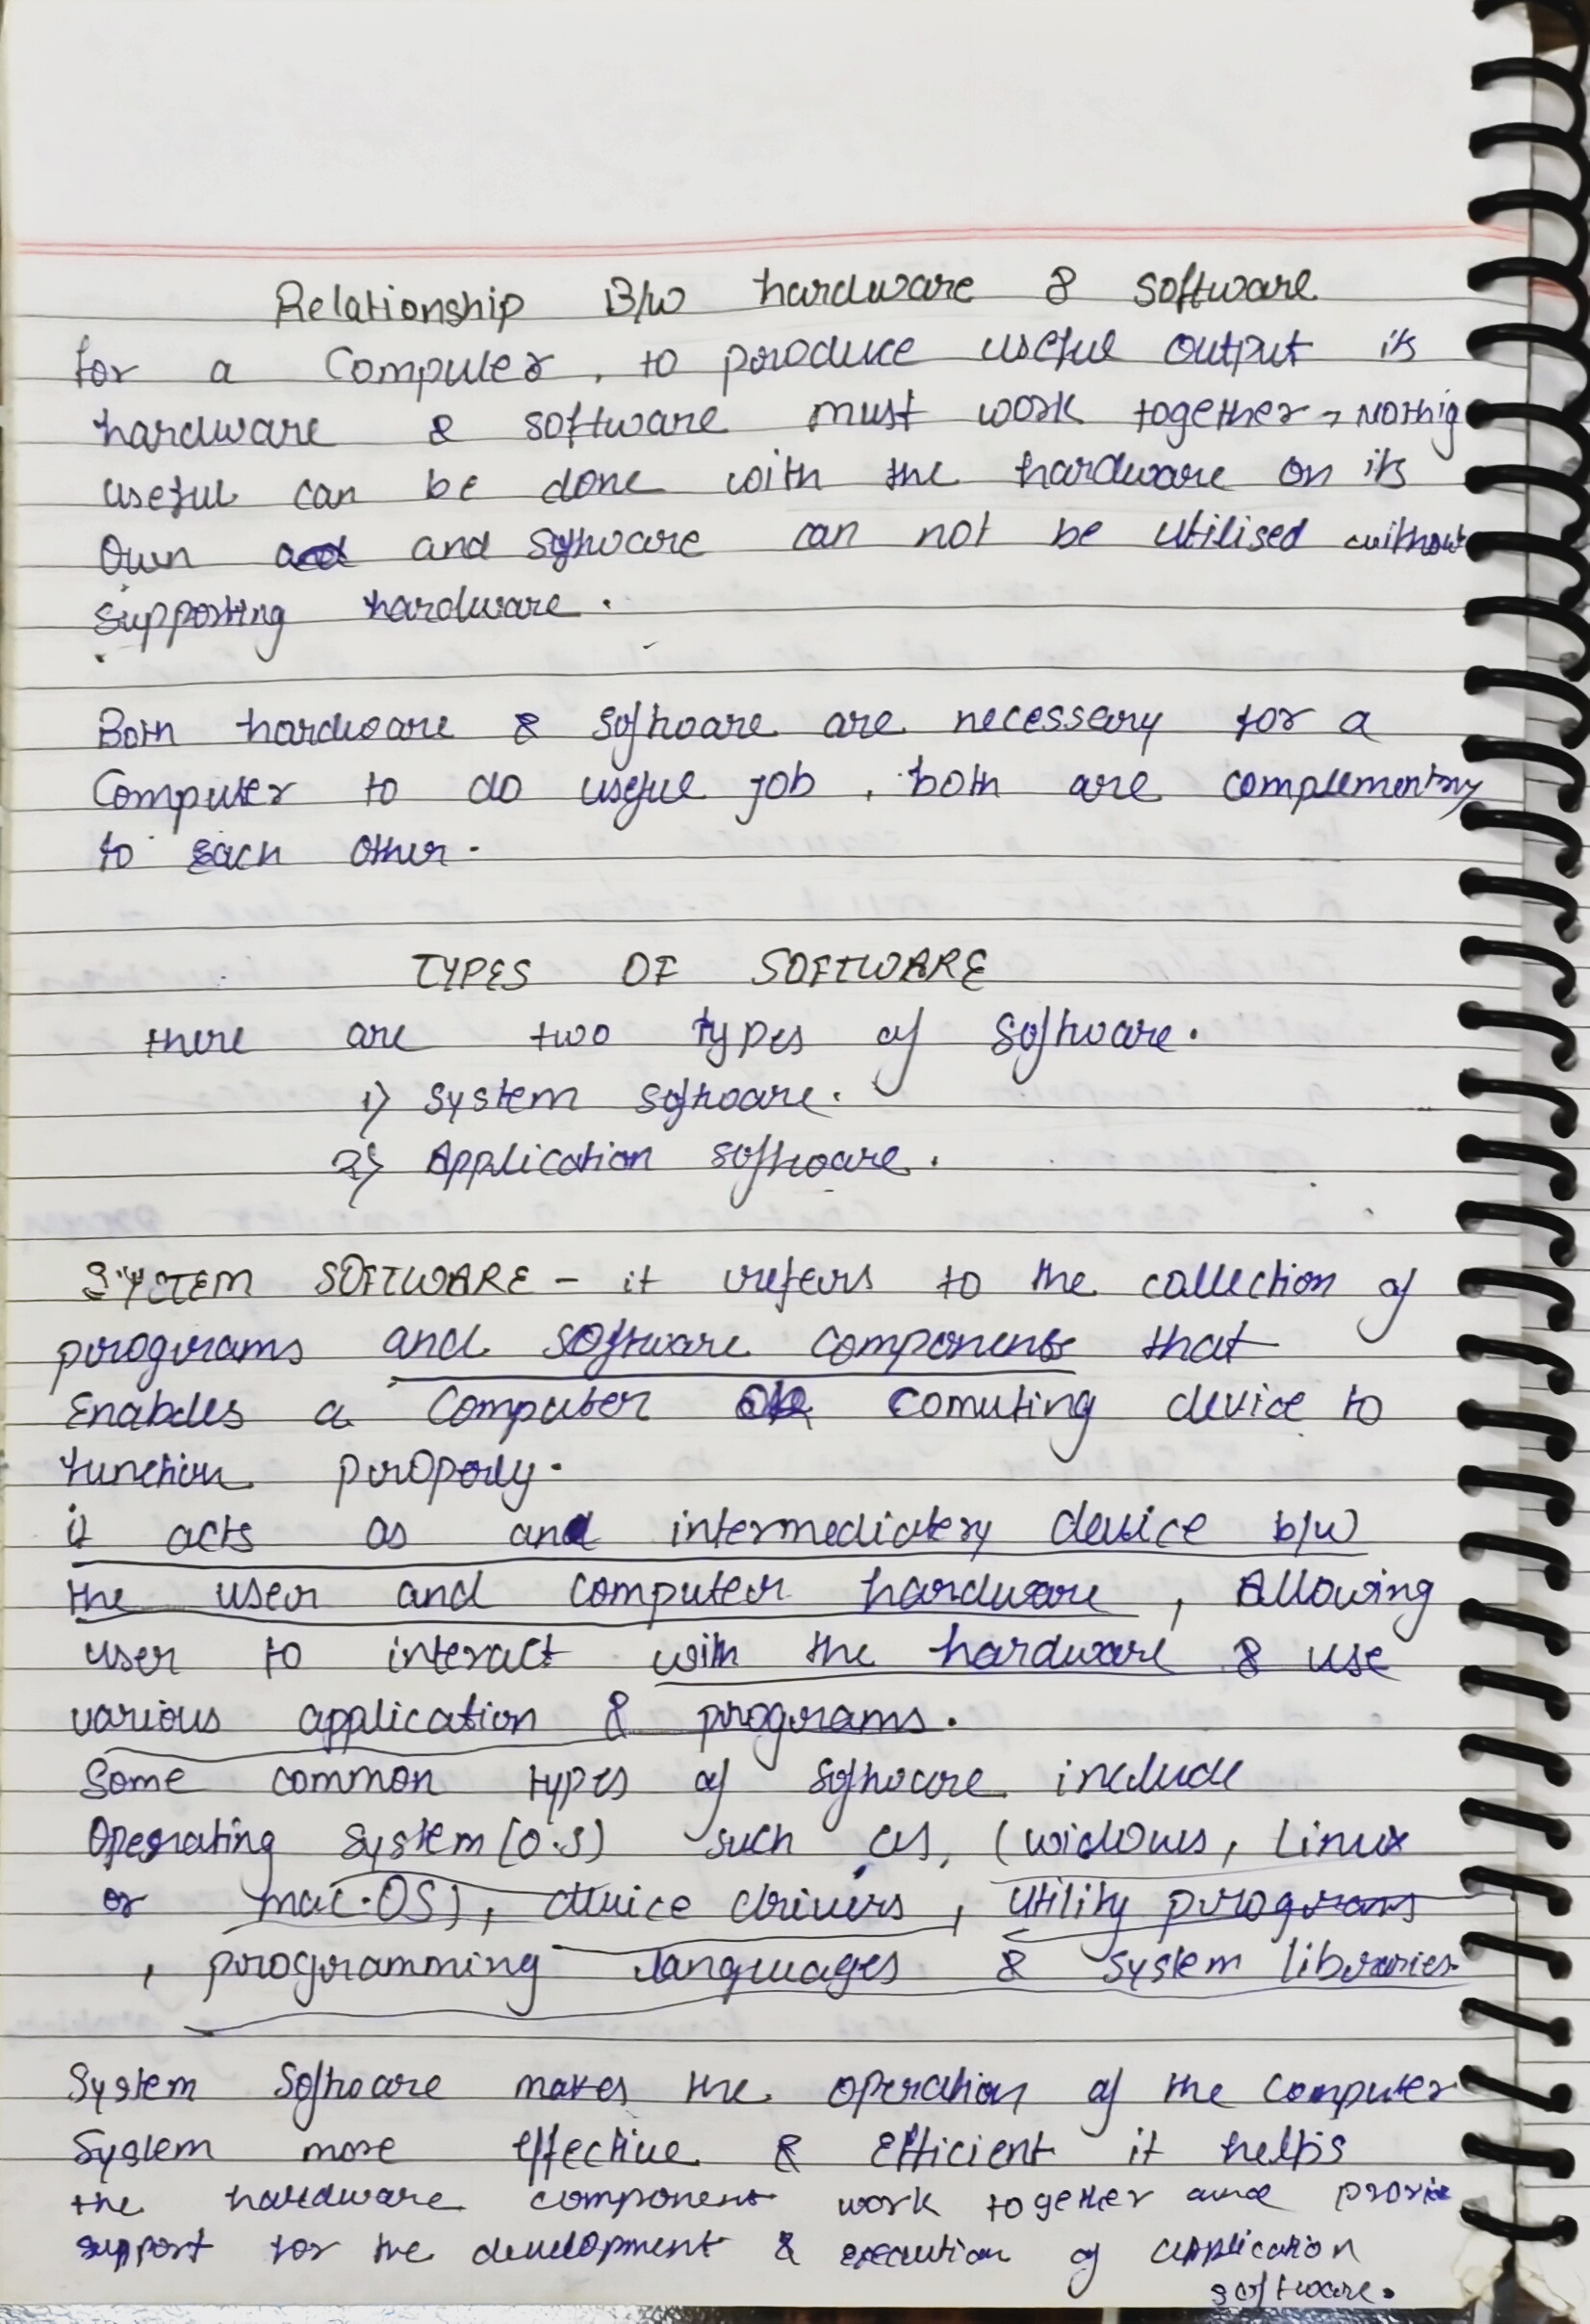 Relationship B/w hardware & software
for a Computer, to produce useful output its
hardware & software must work together, Nothig
useful can be done with the hardware on its
Own and and software can not be utilised without
supporting hardware.
Both hardware & software are necessery for a
Computer to do useful job, both are complementry
to each other.
TYPES OF SOFTWARE
there are two types of software.
1) System software.
2) Application software.
SYSTEM SOFTWARE - it refers to the collection of
programs and software components that
Enables a Computer OR comuting device to
function properly.
it acts as and intermediatery device b/w
the user and computer hardware, Allowing
user to interact with the hardware & use
various application & programs.
Some common types of software include
Operating System [O.S) such as, (widows, Linux
or mac.OS), device drivers, utility programs
, programming languages & system libraries.
System Software makes the operation of the Computer
System more effective & Efficient it helps
the hardware component work together and provie
support for the development & execution of application
software.